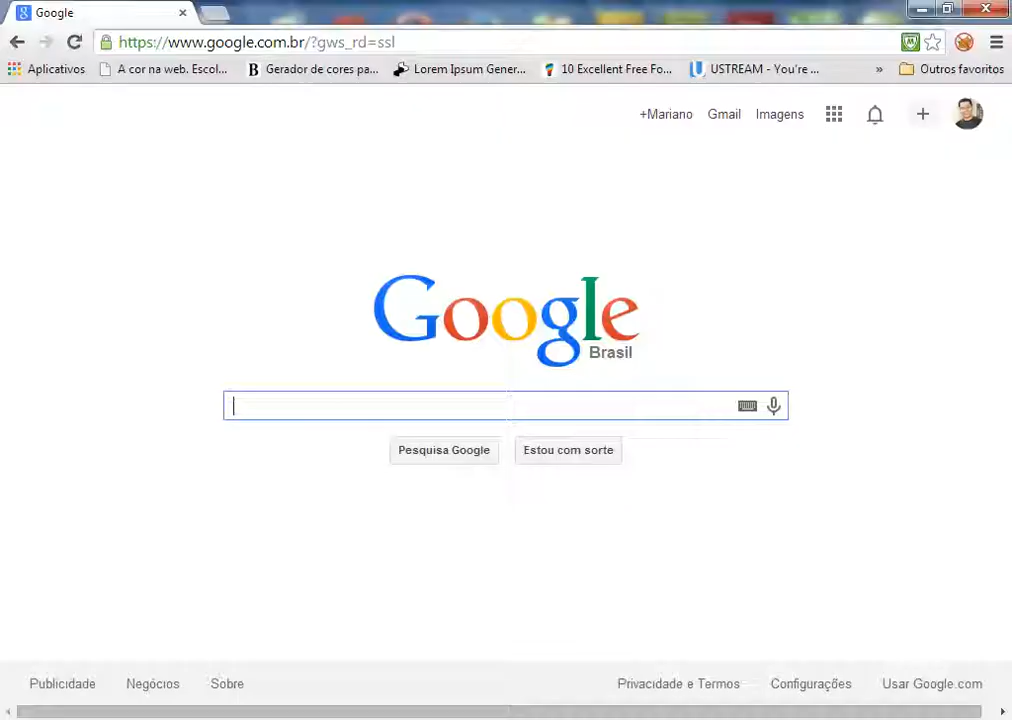 Google
https://www.google.com.br/?gws_rd=ssl
Aplicativos A cor na web. Escol... B Gerador de cores pa... Lorem Ipsum Gener... 10 Excellent Free Fo... USTREAM - You're ... » Outros favoritos
+Mariano Gmail Imagens
Google
Brasil
Pesquisa Google Estou com sorte
Publicidade Negócios Sobre Privacidade e Termos Configurações Usar Google.com